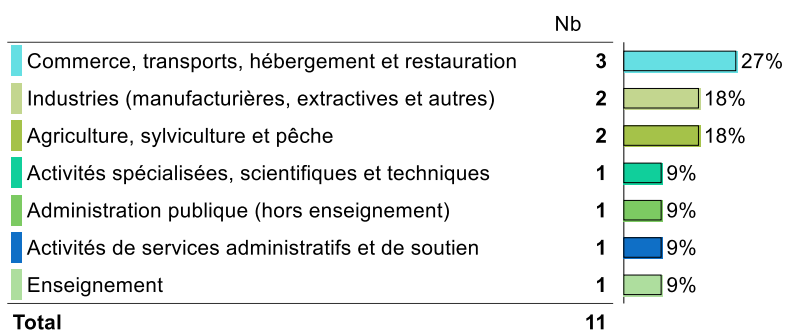 Nb
Commerce, transports, hébergement et restauration 3 27%
Industries (manufacturières, extractives et autres) 2 18%
Agriculture, sylviculture et pêche 2 18%
Activités spécialisées, scientifiques et techniques 1 9%
Administration publique (hors enseignement) 1 9%
Activités de services administratifs et de soutien 1 9%
Enseignement 1 9%
Total 11